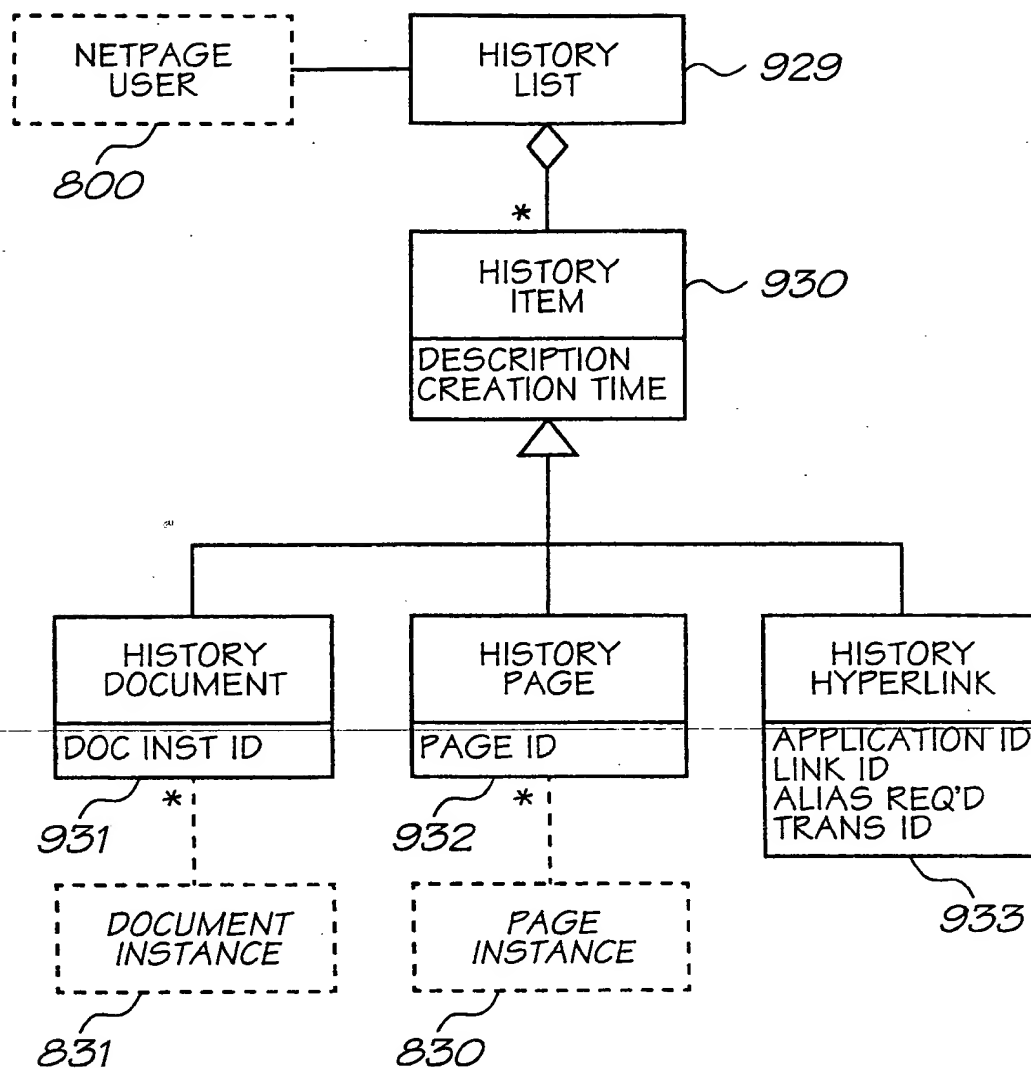 NETPAGE
USER
800
HISTORY
LIST
929
*
HISTORY
ITEM
930
DESCRIPTION
CREATION TIME
HISTORY
DOCUMENT
DOC INST ID
931
*
HISTORY
PAGE
PAGE ID
932
*
HISTORY
HYPERLINK
APPLICATION ID
LINK ID
ALIAS REQ'D
TRANS ID
933
DOCUMENT
INSTANCE
831
PAGE
INSTANCE
830